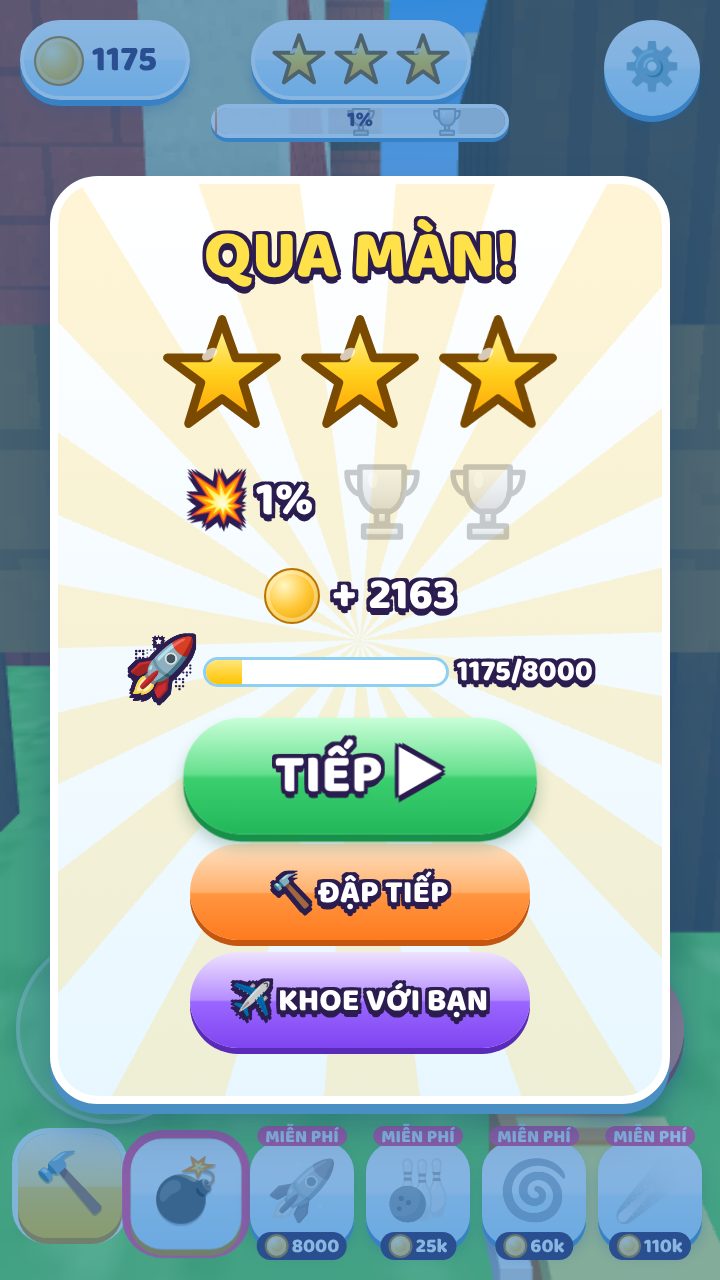 1175
1%
QUA MÀN!
1%
+ 2163
1175/8000
TIẾP
ĐẬP TIẾP
KHOE VỚI BẠN
MIỄN PHÍ MIỄN PHÍ MIỄN PHÍ MIỄN PHÍ
8000 25k 60k 110k